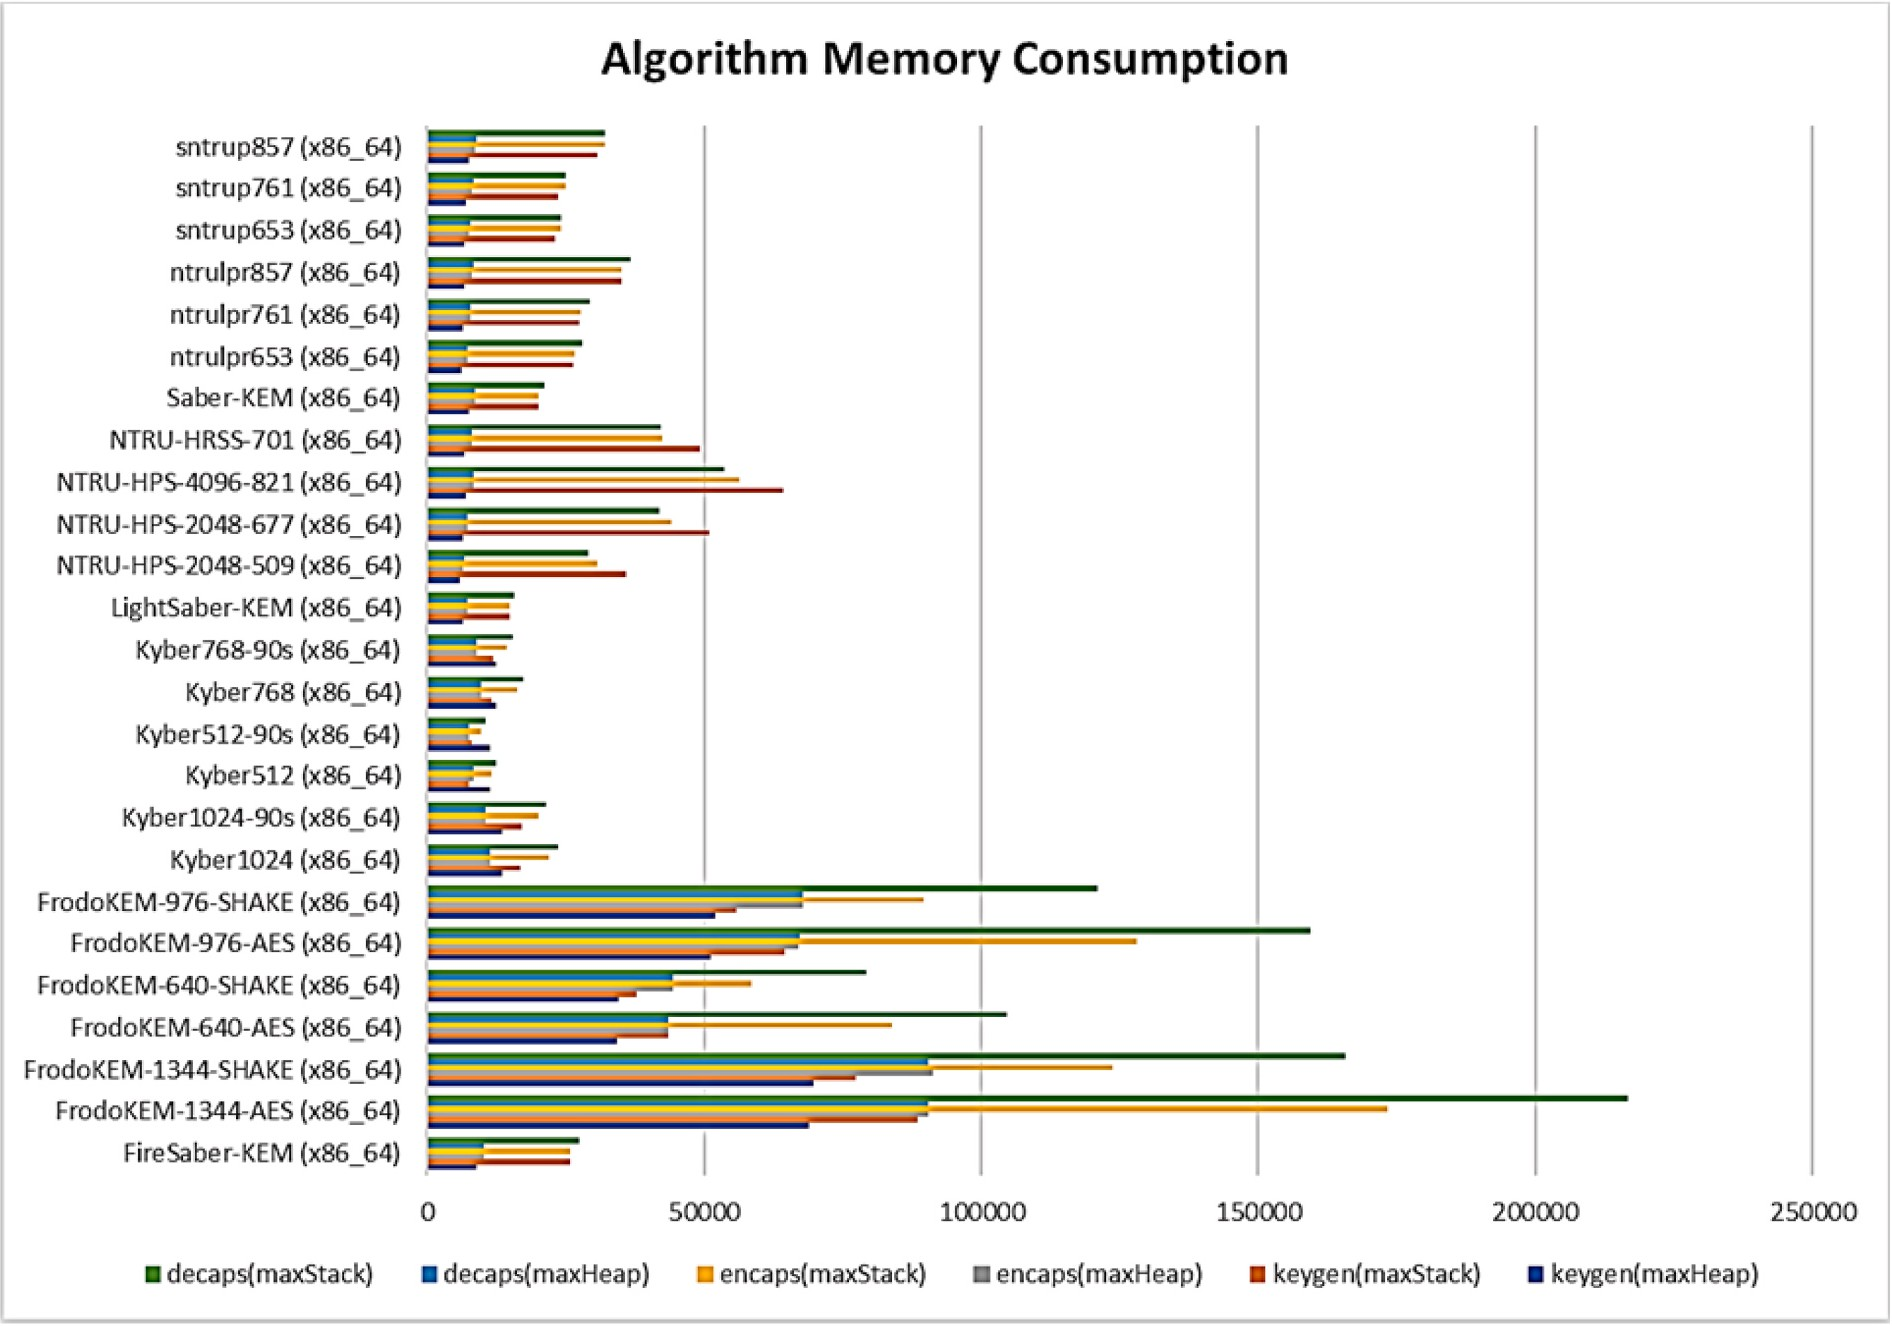 Algorithm Memory Consumption
sntrup857 (x86_64)
sntrup761 (x86_64)
sntrup653 (x86_64)
ntrulpr857 (x86_64)
ntrulpr761 (x86_64)
ntrulpr653 (x86_64)
Saber-KEM (x86_64)
NTRU-HRSS-701 (x86_64)
NTRU-HPS-4096-821 (x86_64)
NTRU-HPS-2048-677 (x86_64)
NTRU-HPS-2048-509 (x86_64)
LightSaber-KEM (x86_64)
Kyber768-90s (x86_64)
Kyber768 (x86_64)
Kyber512-90s (x86_64)
Kyber512 (x86_64)
Kyber1024-90s (x86_64)
Kyber1024 (x86_64)
FrodoKEM-976-SHAKE (x86_64)
FrodoKEM-976-AES (x86_64)
FrodoKEM-640-SHAKE (x86_64)
FrodoKEM-640-AES (x86_64)
FrodoKEM-1344-SHAKE (x86_64)
FrodoKEM-1344-AES (x86_64)
FireSaber-KEM (x86_64)
0 50000 100000 150000 200000 250000
decaps(maxStack) decaps(maxHeap) encaps(maxStack) encaps(maxHeap) keygen(maxStack) keygen(maxHeap)